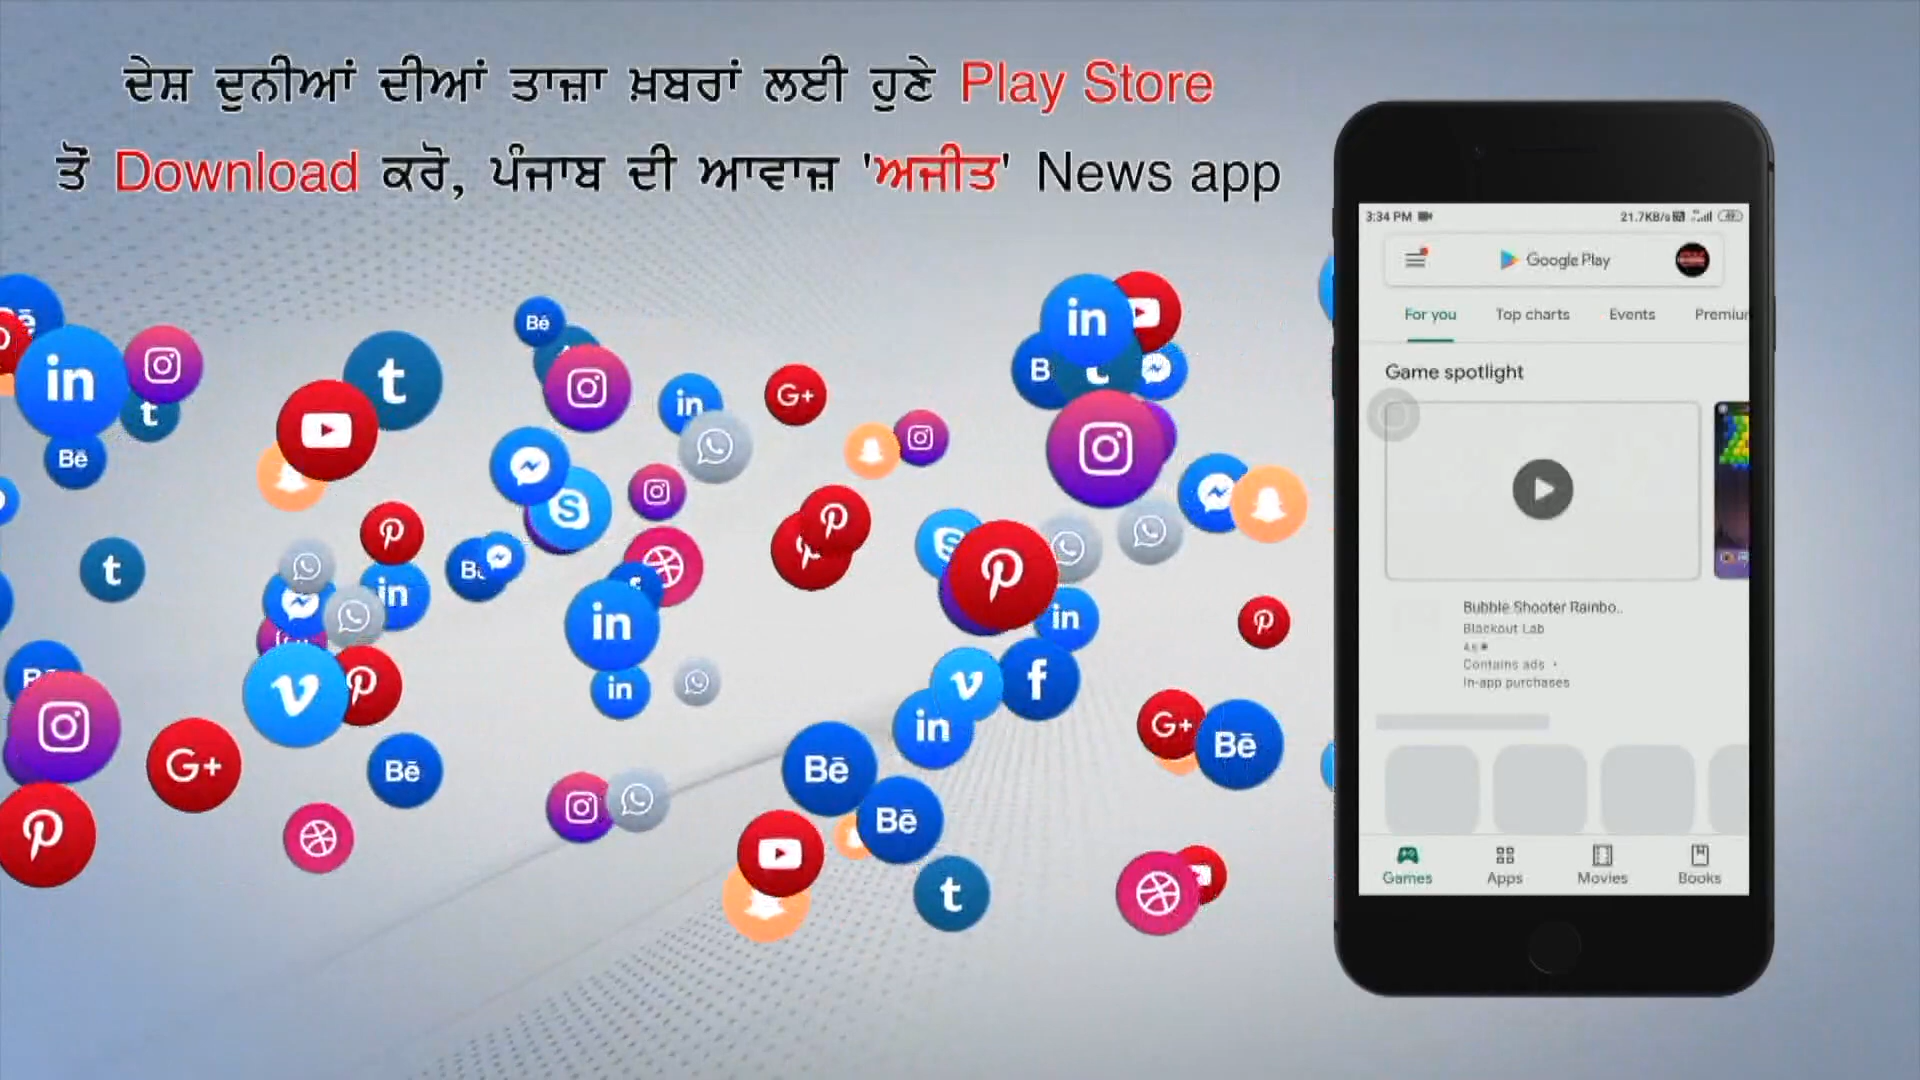 ਦੇਸ਼ ਦੁਨੀਆਂ ਦੀਆਂ ਤਾਜ਼ਾ ਖ਼ਬਰਾਂ ਲਈ ਹੁਣੇ Play Store
ਤੋਂ Download ਕਰੋ, ਪੰਜਾਬ ਦੀ ਆਵਾਜ਼ 'ਅਜੀਤ' News app
3:34 PM 21.7KB/s
Google Play
For you Top charts Events Premium
Game spotlight
Bubble Shooter Rainbo..
Blackout Lab
Contains ads •
In-app purchases
Games Apps Movies Books